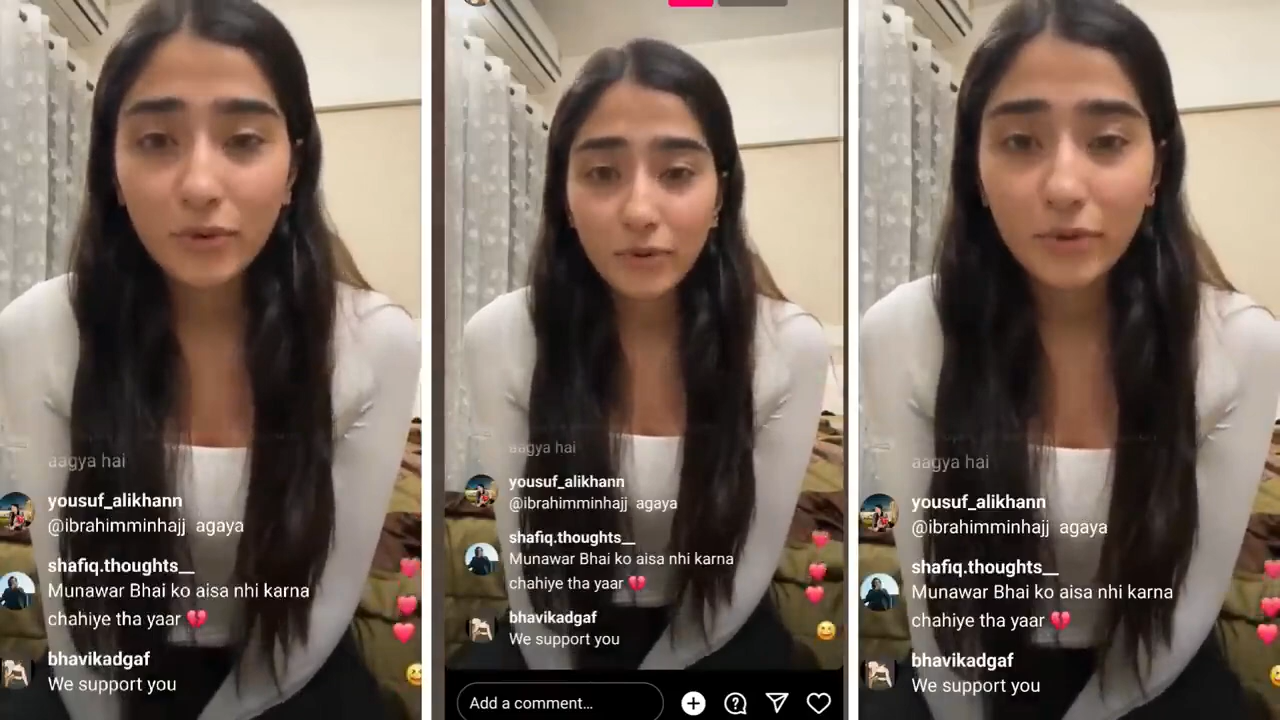 aagya hai
yousuf_alikhann
@ibrahimminhajj agaya
shafiq.thoughts__
Munawar Bhai ko aisa nhi karna
chahiye tha yaar 💔
bhavikadgaf
We support you
aagya hai
yousuf_alikhann
@ibrahimminhajj agaya
shafiq.thoughts__
Munawar Bhai ko aisa nhi karna
chahiye tha yaar 💔
bhavikadgaf
We support you
Add a comment...
aagya hai
yousuf_alikhann
@ibrahimminhajj agaya
shafiq.thoughts__
Munawar Bhai ko aisa nhi karna
chahiye tha yaar 💔
bhavikadgaf
We support you